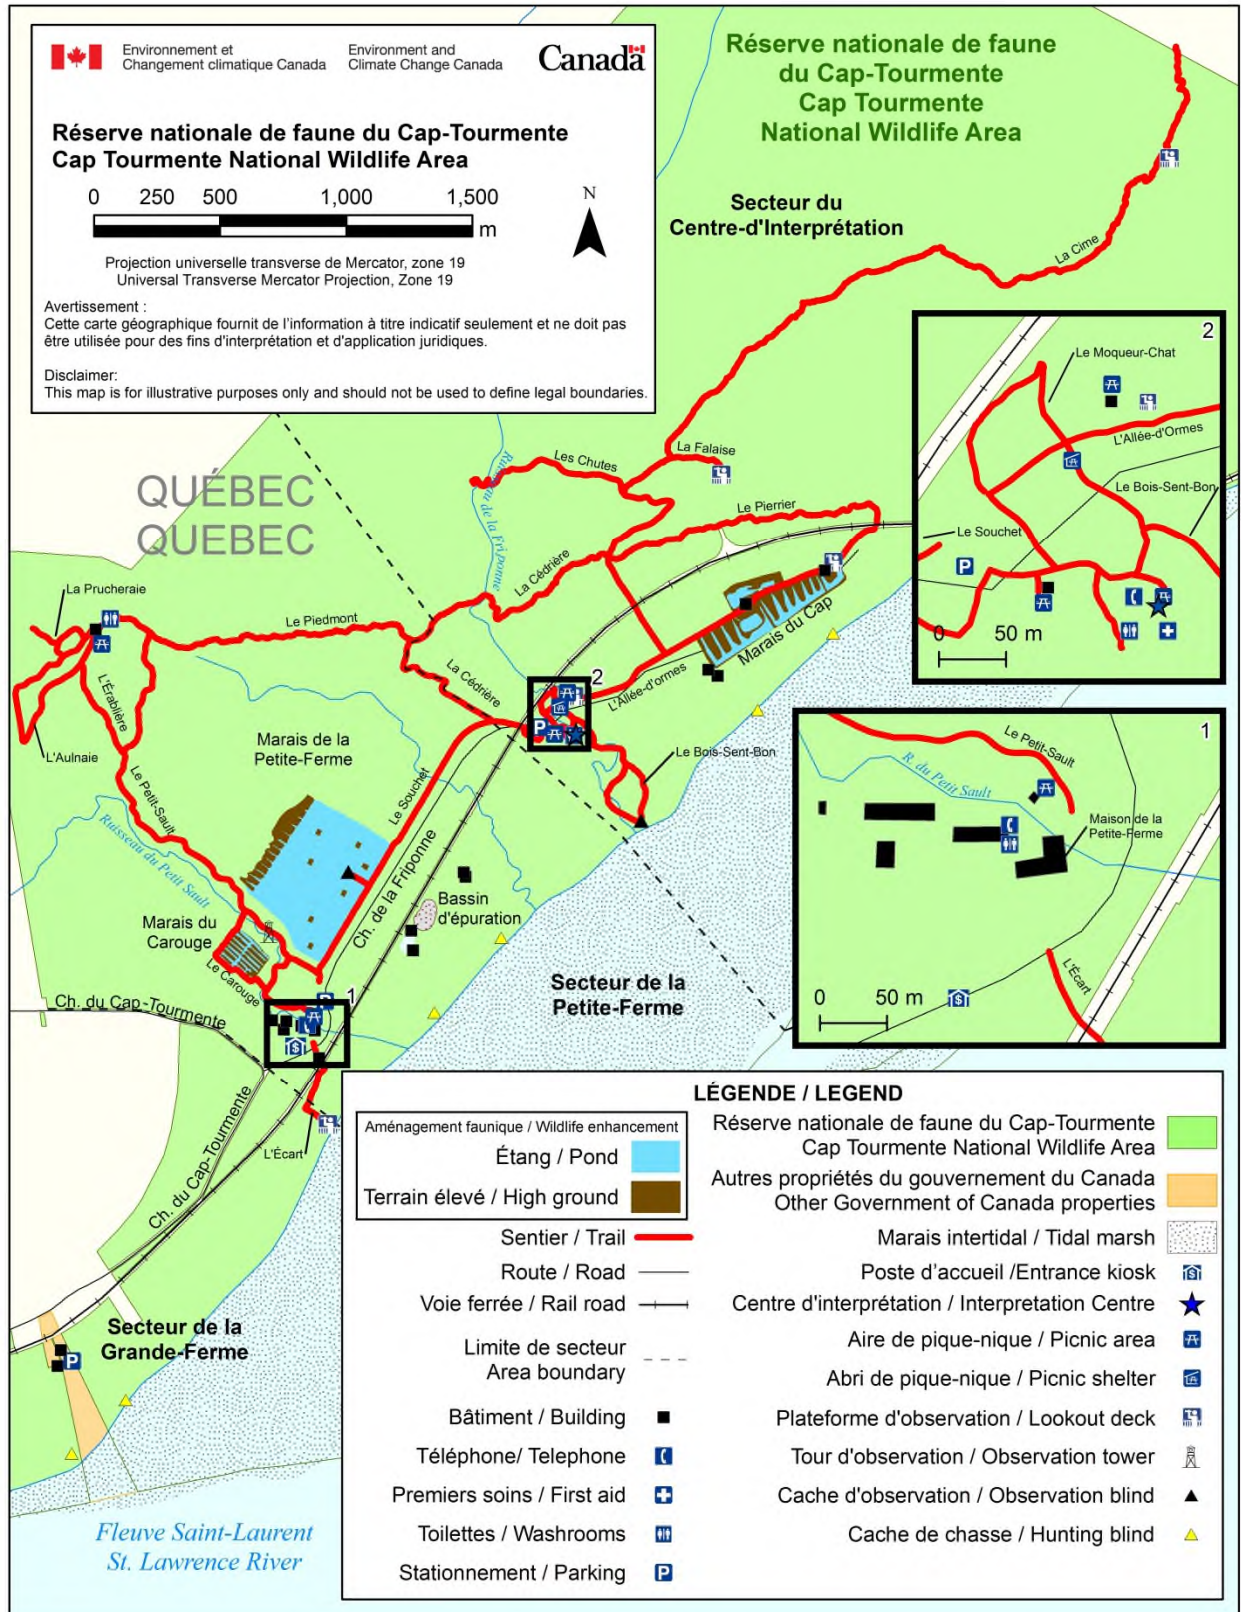 Environnement et
Changement climatique Canada
Environment and
Climate Change Canada
Canada
Réserve nationale de faune du Cap-Tourmente
Cap Tourmente National Wildlife Area
0 250 500 1,000 1,500
m
N
Projection universelle transverse de Mercator, zone 19
Universal Transverse Mercator Projection, Zone 19
Avertissement :
Cette carte géographique fournit de l'information à titre indicatif seulement et ne doit pas
être utilisée pour des fins d'interprétation et d'application juridiques.
Disclaimer:
This map is for illustrative purposes only and should not be used to define legal boundaries.
Réserve nationale de faune
du Cap-Tourmente
Cap Tourmente
National Wildlife Area
Secteur du
Centre-d'Interprétation
La Cime
La Falaise
Les Chutes
Ruisseau de la Friponne
Le Pierrier
QUÉBEC
QUEBEC
La Cédrière
La Prucheraie
Le Piedmont
La Cédrière
Marais du Cap
L'Allée-d'ormes
2
P
L'Érablière
L'Aulnaie
Marais de la
Petite-Ferme
Le Souchet
Le Bois-Sent-Bon
Le Petit-Sault
Ruisseau du Petit Sault
Ch. de la Friponne
Bassin
d'épuration
Marais du
Carouge
Le Carouge
Secteur de la
Petite-Ferme
Ch. du Cap-Tourmente
1
P
Ch. du Cap-Tourmente
L'Écart
Secteur de la
Grande-Ferme
P
Fleuve Saint-Laurent
St. Lawrence River
2
Le Moqueur-Chat
L'Allée-d'Ormes
Le Bois-Sent-Bon
Le Souchet
P
0 50 m
1
Le Petit-Sault
R. du Petit Sault
Maison de la
Petite-Ferme
L'Écart
0 50 m
LÉGENDE / LEGEND
Aménagement faunique / Wildlife enhancement
Étang / Pond
Terrain élevé / High ground
Sentier / Trail
Route / Road
Voie ferrée / Rail road
Limite de secteur
Area boundary
Bâtiment / Building
Téléphone/ Telephone
Premiers soins / First aid
Toilettes / Washrooms
Stationnement / Parking
P
Réserve nationale de faune du Cap-Tourmente
Cap Tourmente National Wildlife Area
Autres propriétés du gouvernement du Canada
Other Government of Canada properties
Marais intertidal / Tidal marsh
Poste d'accueil /Entrance kiosk
Centre d'interprétation / Interpretation Centre
Aire de pique-nique / Picnic area
Abri de pique-nique / Picnic shelter
Plateforme d'observation / Lookout deck
Tour d'observation / Observation tower
Cache d'observation / Observation blind
Cache de chasse / Hunting blind